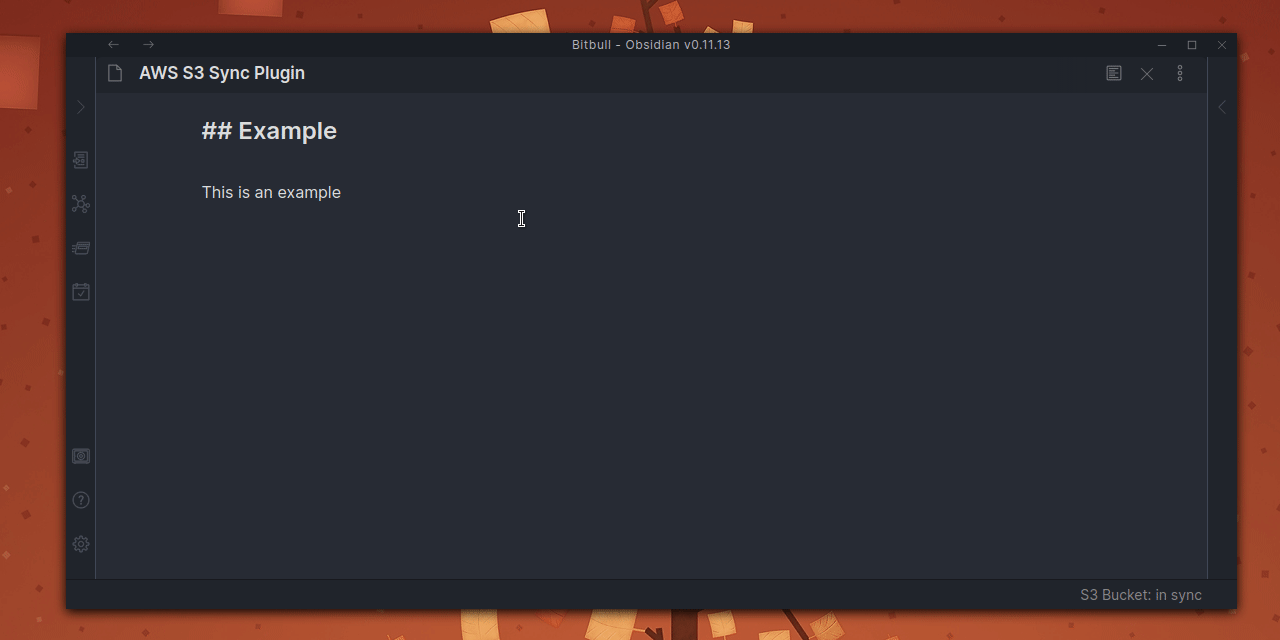 Bitbull - Obsidian v0.11.13
AWS S3 Sync Plugin
## Example
This is an example
S3 Bucket: in sync